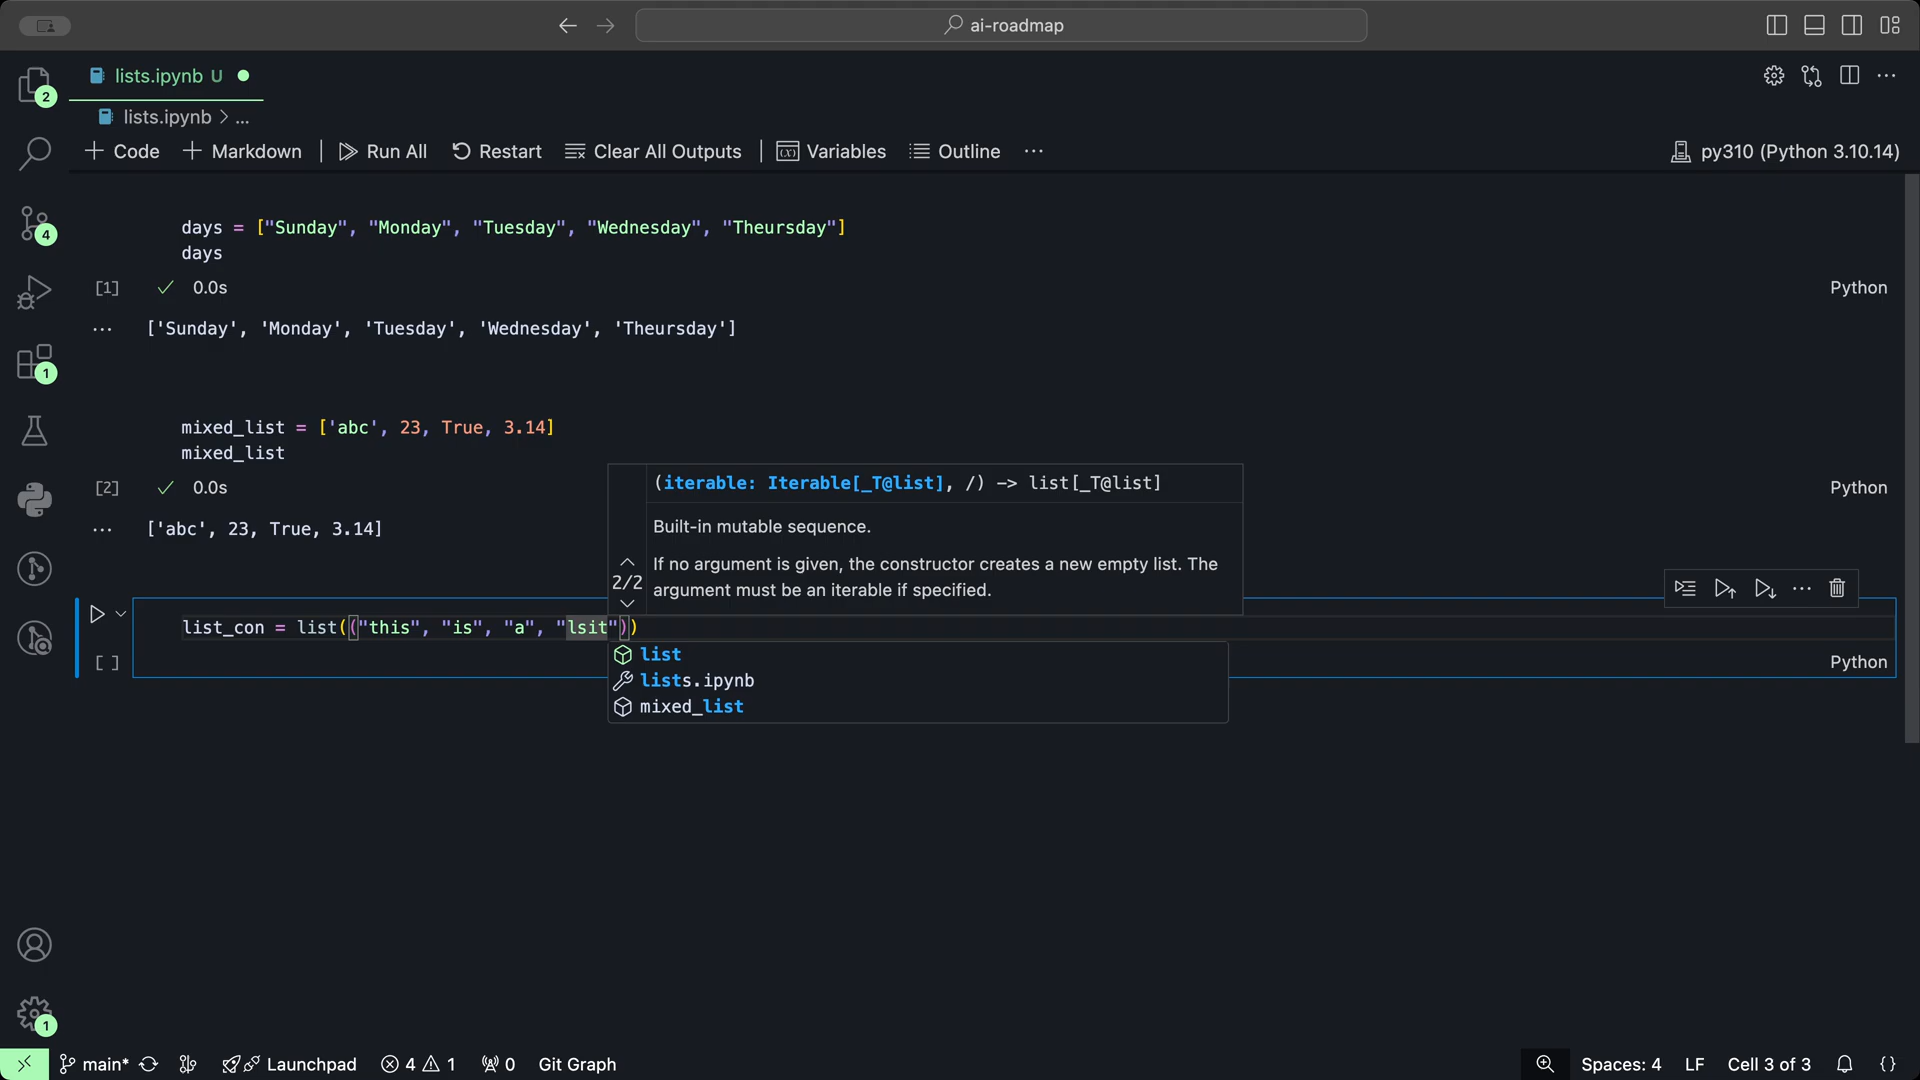 ai-roadmap
lists.ipynb U
2
lists.ipynb > ...
Code
Markdown
Run All
Restart
Clear All Outputs
Variables
Outline
...
py310 (Python 3.10.14)
4
days = ["Sunday", "Monday", "Tuesday", "Wednesday", "Theursday"]
days
[1]
0.0s
Python
['Sunday', 'Monday', 'Tuesday', 'Wednesday', 'Theursday']
1
mixed_list = ['abc', 23, True, 3.14]
mixed_list
[2]
0.0s
Python
['abc', 23, True, 3.14]
(iterable: Iterable[_T@list], /) -> list[_T@list]
Built-in mutable sequence.
If no argument is given, the constructor creates a new empty list. The
argument must be an iterable if specified.
2/2
list_con = list(("this", "is", "a", "lsit"))
[ ]
Python
list
lists.ipynb
mixed_list
1
main*
Launchpad
4
1
0
Git Graph
Spaces: 4
LF
Cell 3 of 3
{}